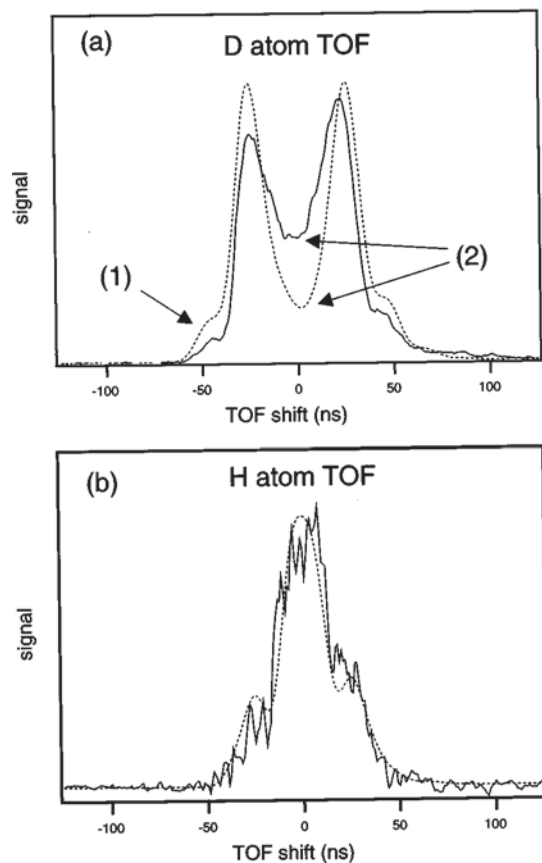 (a)
D atom TOF
signal
(1)
(2)
-100 -50 0 50 100
TOF shift (ns)
(b)
H atom TOF
signal
-100 -50 0 50 100
TOF shift (ns)